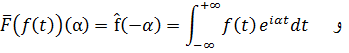 F̄(f(t))(α) = f̂(-α) = ∫_{-∞}^{+∞} f(t) e^{iαt}dt و